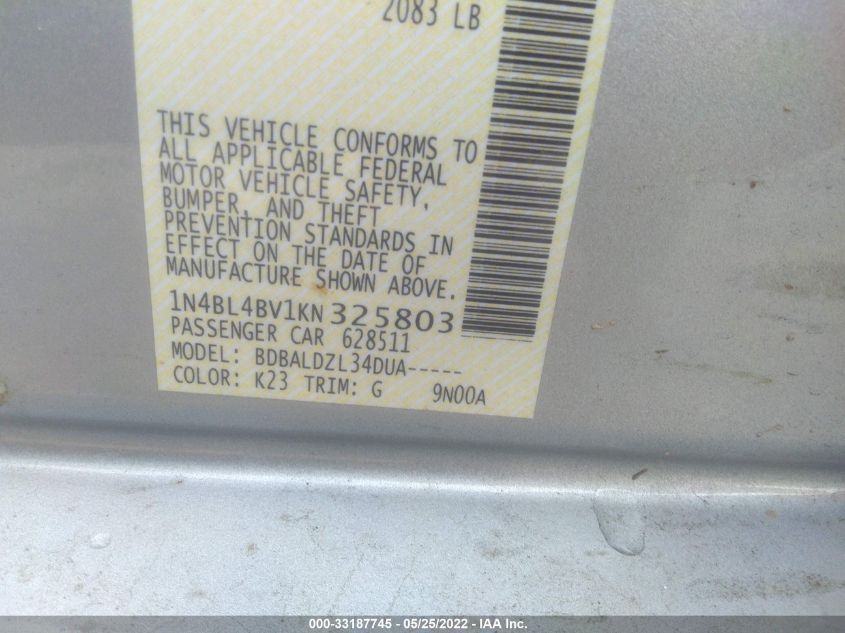 2083 LB
THIS VEHICLE CONFORMS TO
ALL APPLICABLE FEDERAL
MOTOR VEHICLE SAFETY,
BUMPER, AND THEFT
PREVENTION STANDARDS IN
EFFECT ON THE DATE OF
MANUFACTURE SHOWN ABOVE.
1N4BL4BV1KN 325803
PASSENGER CAR 628511
MODEL: BDBALDZL34DUA-----
COLOR: K23 TRIM: G 9N00A
000-33187745 - 05/25/2022 - IAA Inc.